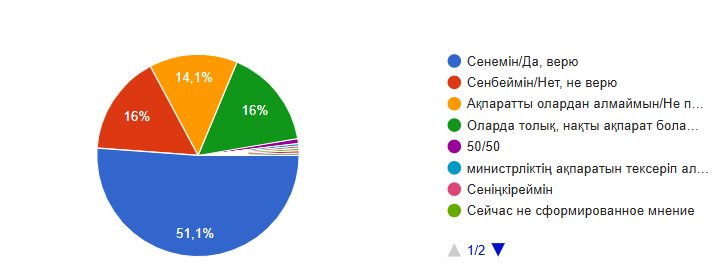 14,1%
16%
16%
51,1%
Сенемін/Да, верю
Сенбеймін/Нет, не верю
Ақпаратты олардан алмаймын/Не п…
Оларда толық, нақты ақпарат бола…
50/50
министрліктің ақпаратын тексеріп ал…
Сеніңкіреймін
Сейчас не сформированное мнение
1/2